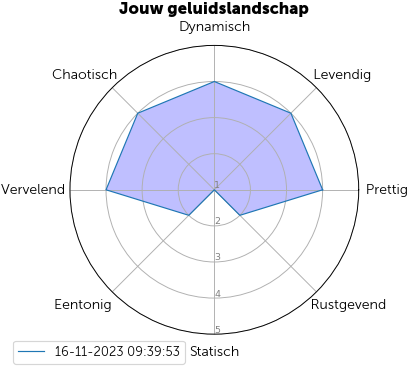 Jouw geluidslandschap
Dynamisch
Chaotisch
Levendig
Vervelend
1
Prettig
2
3
4
Eentonig
Rustgevend
5
16-11-2023 09:39:53
Statisch